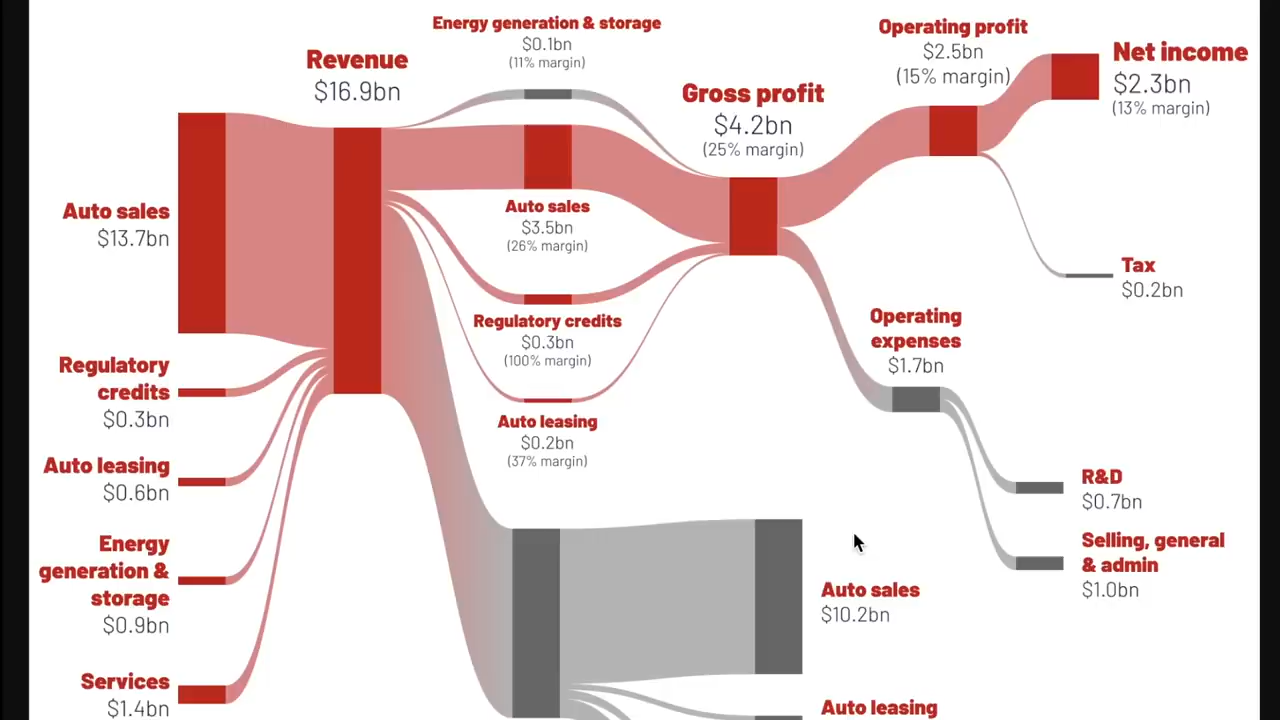 Energy generation & storage
$0.1bn
(11% margin)
Operating profit
$2.5bn
(15% margin)
Net income
$2.3bn
(13% margin)
Revenue
$16.9bn
Gross profit
$4.2bn
(25% margin)
Auto sales
$13.7bn
Auto sales
$3.5bn
(26% margin)
Tax
$0.2bn
Regulatory credits
$0.3bn
(100% margin)
Operating
expenses
$1.7bn
Regulatory
credits
$0.3bn
Auto leasing
$0.2bn
(37% margin)
Auto leasing
$0.6bn
R&D
$0.7bn
Energy
generation &
storage
$0.9bn
Selling, general
& admin
$1.0bn
Auto sales
$10.2bn
Services
$1.4bn
Auto leasing